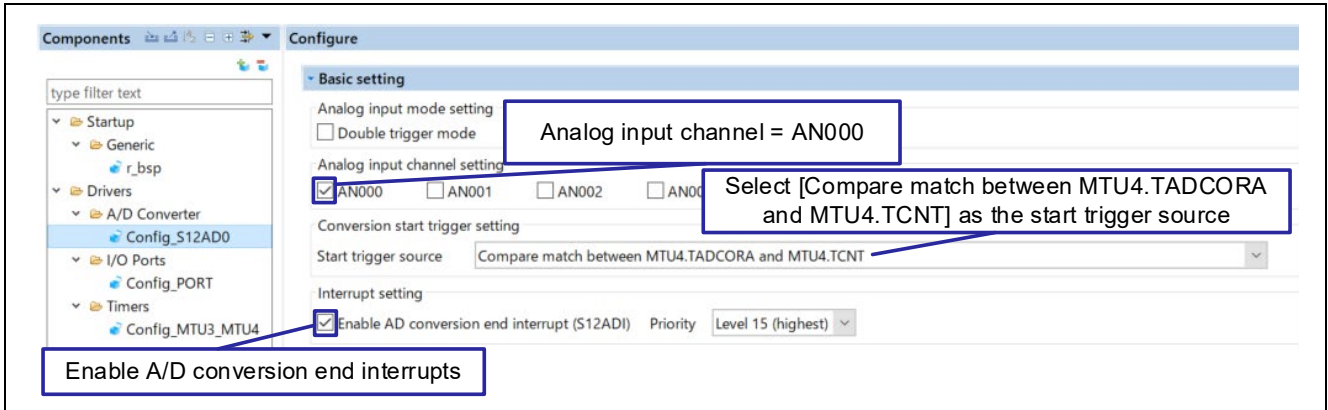 Components
Configure
type filter text
Startup
Generic
r_bsp
Drivers
A/D Converter
Config_S12AD0
I/O Ports
Config_PORT
Timers
Config_MTU3_MTU4
Basic setting
Analog input mode setting
Double trigger mode
Analog input channel = AN000
Analog input channel setting
AN000 AN001 AN002 AN00
Select [Compare match between MTU4.TADCORA
and MTU4.TCNT] as the start trigger source
Conversion start trigger setting
Start trigger source Compare match between MTU4.TADCORA and MTU4.TCNT
Interrupt setting
Enable AD conversion end interrupt (S12ADI) Priority Level 15 (highest)
Enable A/D conversion end interrupts